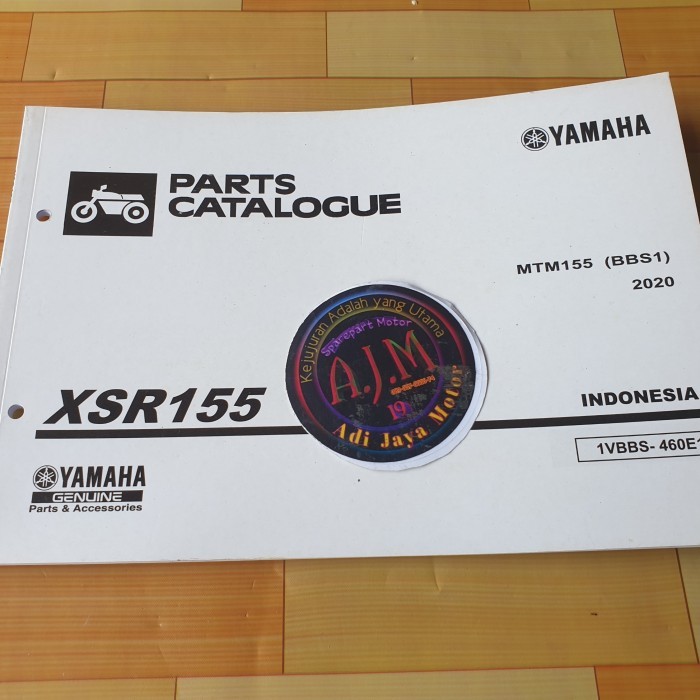 YAMAHA
PARTS
CATALOGUE
MTM155 (BBS1)
2020
Kejujuran Adalah yang Utama
Sparepart Motor
A.J.M
19
Adi Jaya Motor
XSR155
INDONESIA
1VBBS- 460E1
YAMAHA
GENUINE
Parts & Accessories